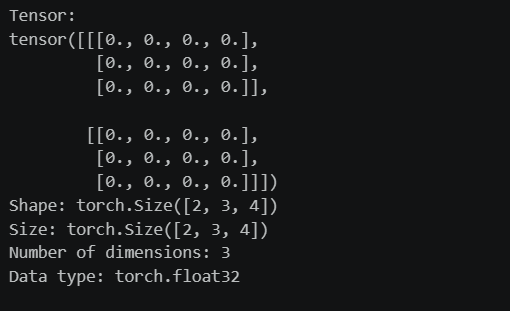 Tensor:
tensor([[[0., 0., 0., 0.],
         [0., 0., 0., 0.],
         [0., 0., 0., 0.]],

        [[0., 0., 0., 0.],
         [0., 0., 0., 0.],
         [0., 0., 0., 0.]]])
Shape: torch.Size([2, 3, 4])
Size: torch.Size([2, 3, 4])
Number of dimensions: 3
Data type: torch.float32